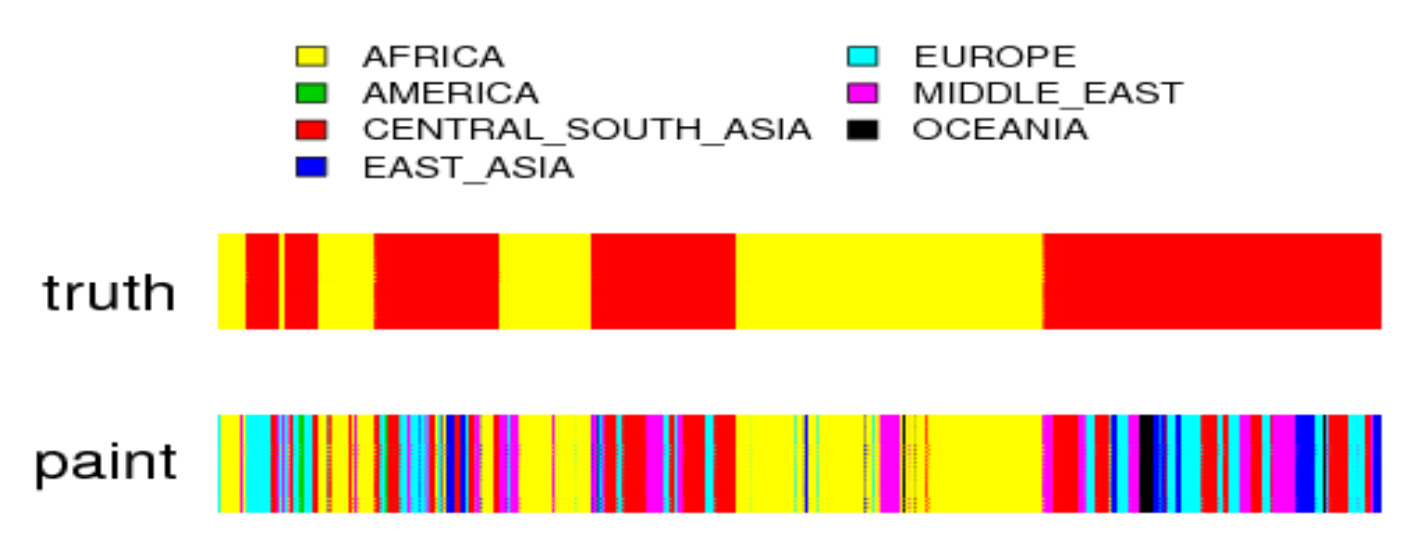 AFRICA
AMERICA
CENTRAL_SOUTH_ASIA
EAST_ASIA
EUROPE
MIDDLE_EAST
OCEANIA
truth
paint